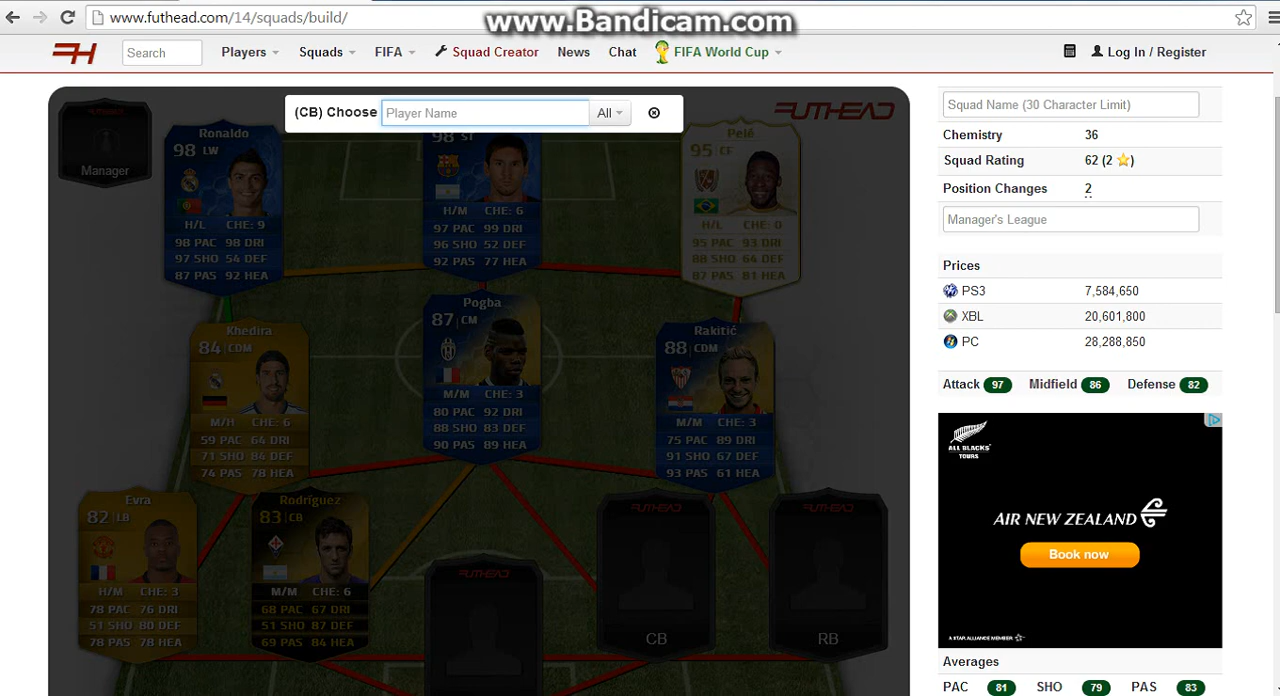 www.futhead.com/14/squads/build/
www.Bandicam.com
FH
Search
Players
Squads
FIFA
Squad Creator
News
Chat
FIFA World Cup
Log In / Register
(CB) Choose
Player Name
All
FUTHEAD
Manager
Ronaldo
98 LW
H/L CHE: 9
98 PAC 98 DRI
97 SHO 54 DEF
87 PAS 92 HEA
98 ST
H/M CHE: 6
97 PAC 99 DRI
96 SHO 52 DEF
92 PAS 77 HEA
Pelé
95 CF
H/L CHE: 0
95 PAC 93 DRI
88 SHO 64 DEF
87 PAS 81 HEA
Khedira
84 CDM
M/H CHE: 6
59 PAC 64 DRI
71 SHO 84 DEF
74 PAS 78 HEA
Pogba
87 CM
M/M CHE: 3
80 PAC 92 DRI
88 SHO 83 DEF
90 PAS 89 HEA
Rakitić
88 CDM
M/M CHE: 3
75 PAC 89 DRI
91 SHO 67 DEF
93 PAS 61 HEA
Evra
82 LB
H/M CHE: 3
78 PAC 76 DRI
51 SHO 80 DEF
78 PAS 78 HEA
Rodríguez
83 CB
M/M CHE: 6
68 PAC 67 DRI
51 SHO 87 DEF
69 PAS 84 HEA
FUTHEAD
FUTHEAD
CB
FUTHEAD
RB
Squad Name (30 Character Limit)
Chemistry 36
Squad Rating 62 (2 )
Position Changes 2
Manager's League
Prices
PS3 7,584,650
XBL 20,601,800
PC 28,288,850
Attack 97 Midfield 86 Defense 82
ALL BLACKS
TOURS
AIR NEW ZEALAND
Book now
A STAR ALLIANCE MEMBER
Averages
PAC 81 SHO 79 PAS 83